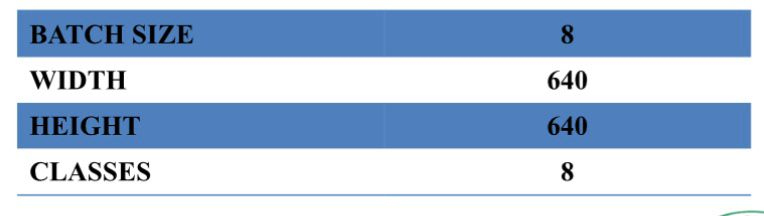 BATCH SIZE 8
WIDTH 640
HEIGHT 640
CLASSES 8